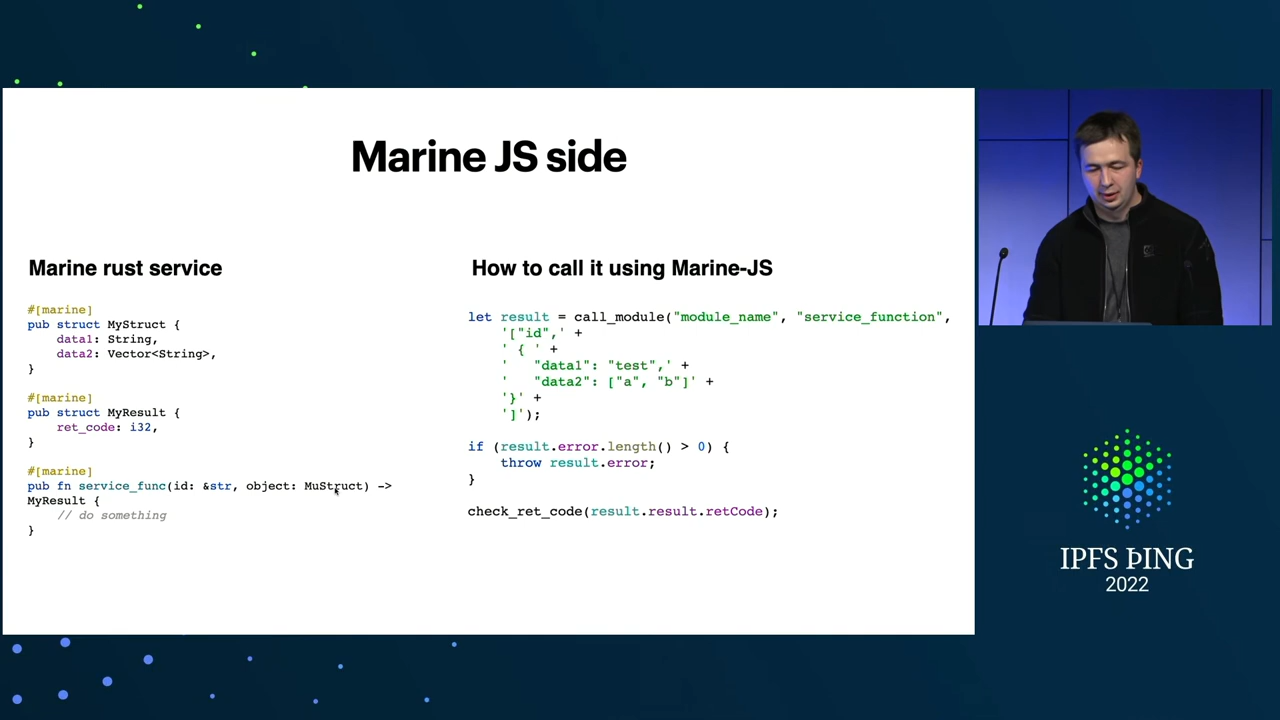 Marine JS side
Marine rust service
#[marine]
pub struct MyStruct {
    data1: String,
    data2: Vector<String>,
}
#[marine]
pub struct MyResult {
    ret_code: i32,
}
#[marine]
pub fn service_func(id: &str, object: MuStruct) ->
MyResult {
    // do something
}
How to call it using Marine-JS
let result = call_module("module_name", "service_function",
    '["id",' +
    ' { ' +
    '   "data1": "test",' +
    '   "data2": ["a", "b"]' +
    '}' +
    ']');
if (result.error.length() > 0) {
    throw result.error;
}
check_ret_code(result.result.retCode);
IPFS ÞING
2022